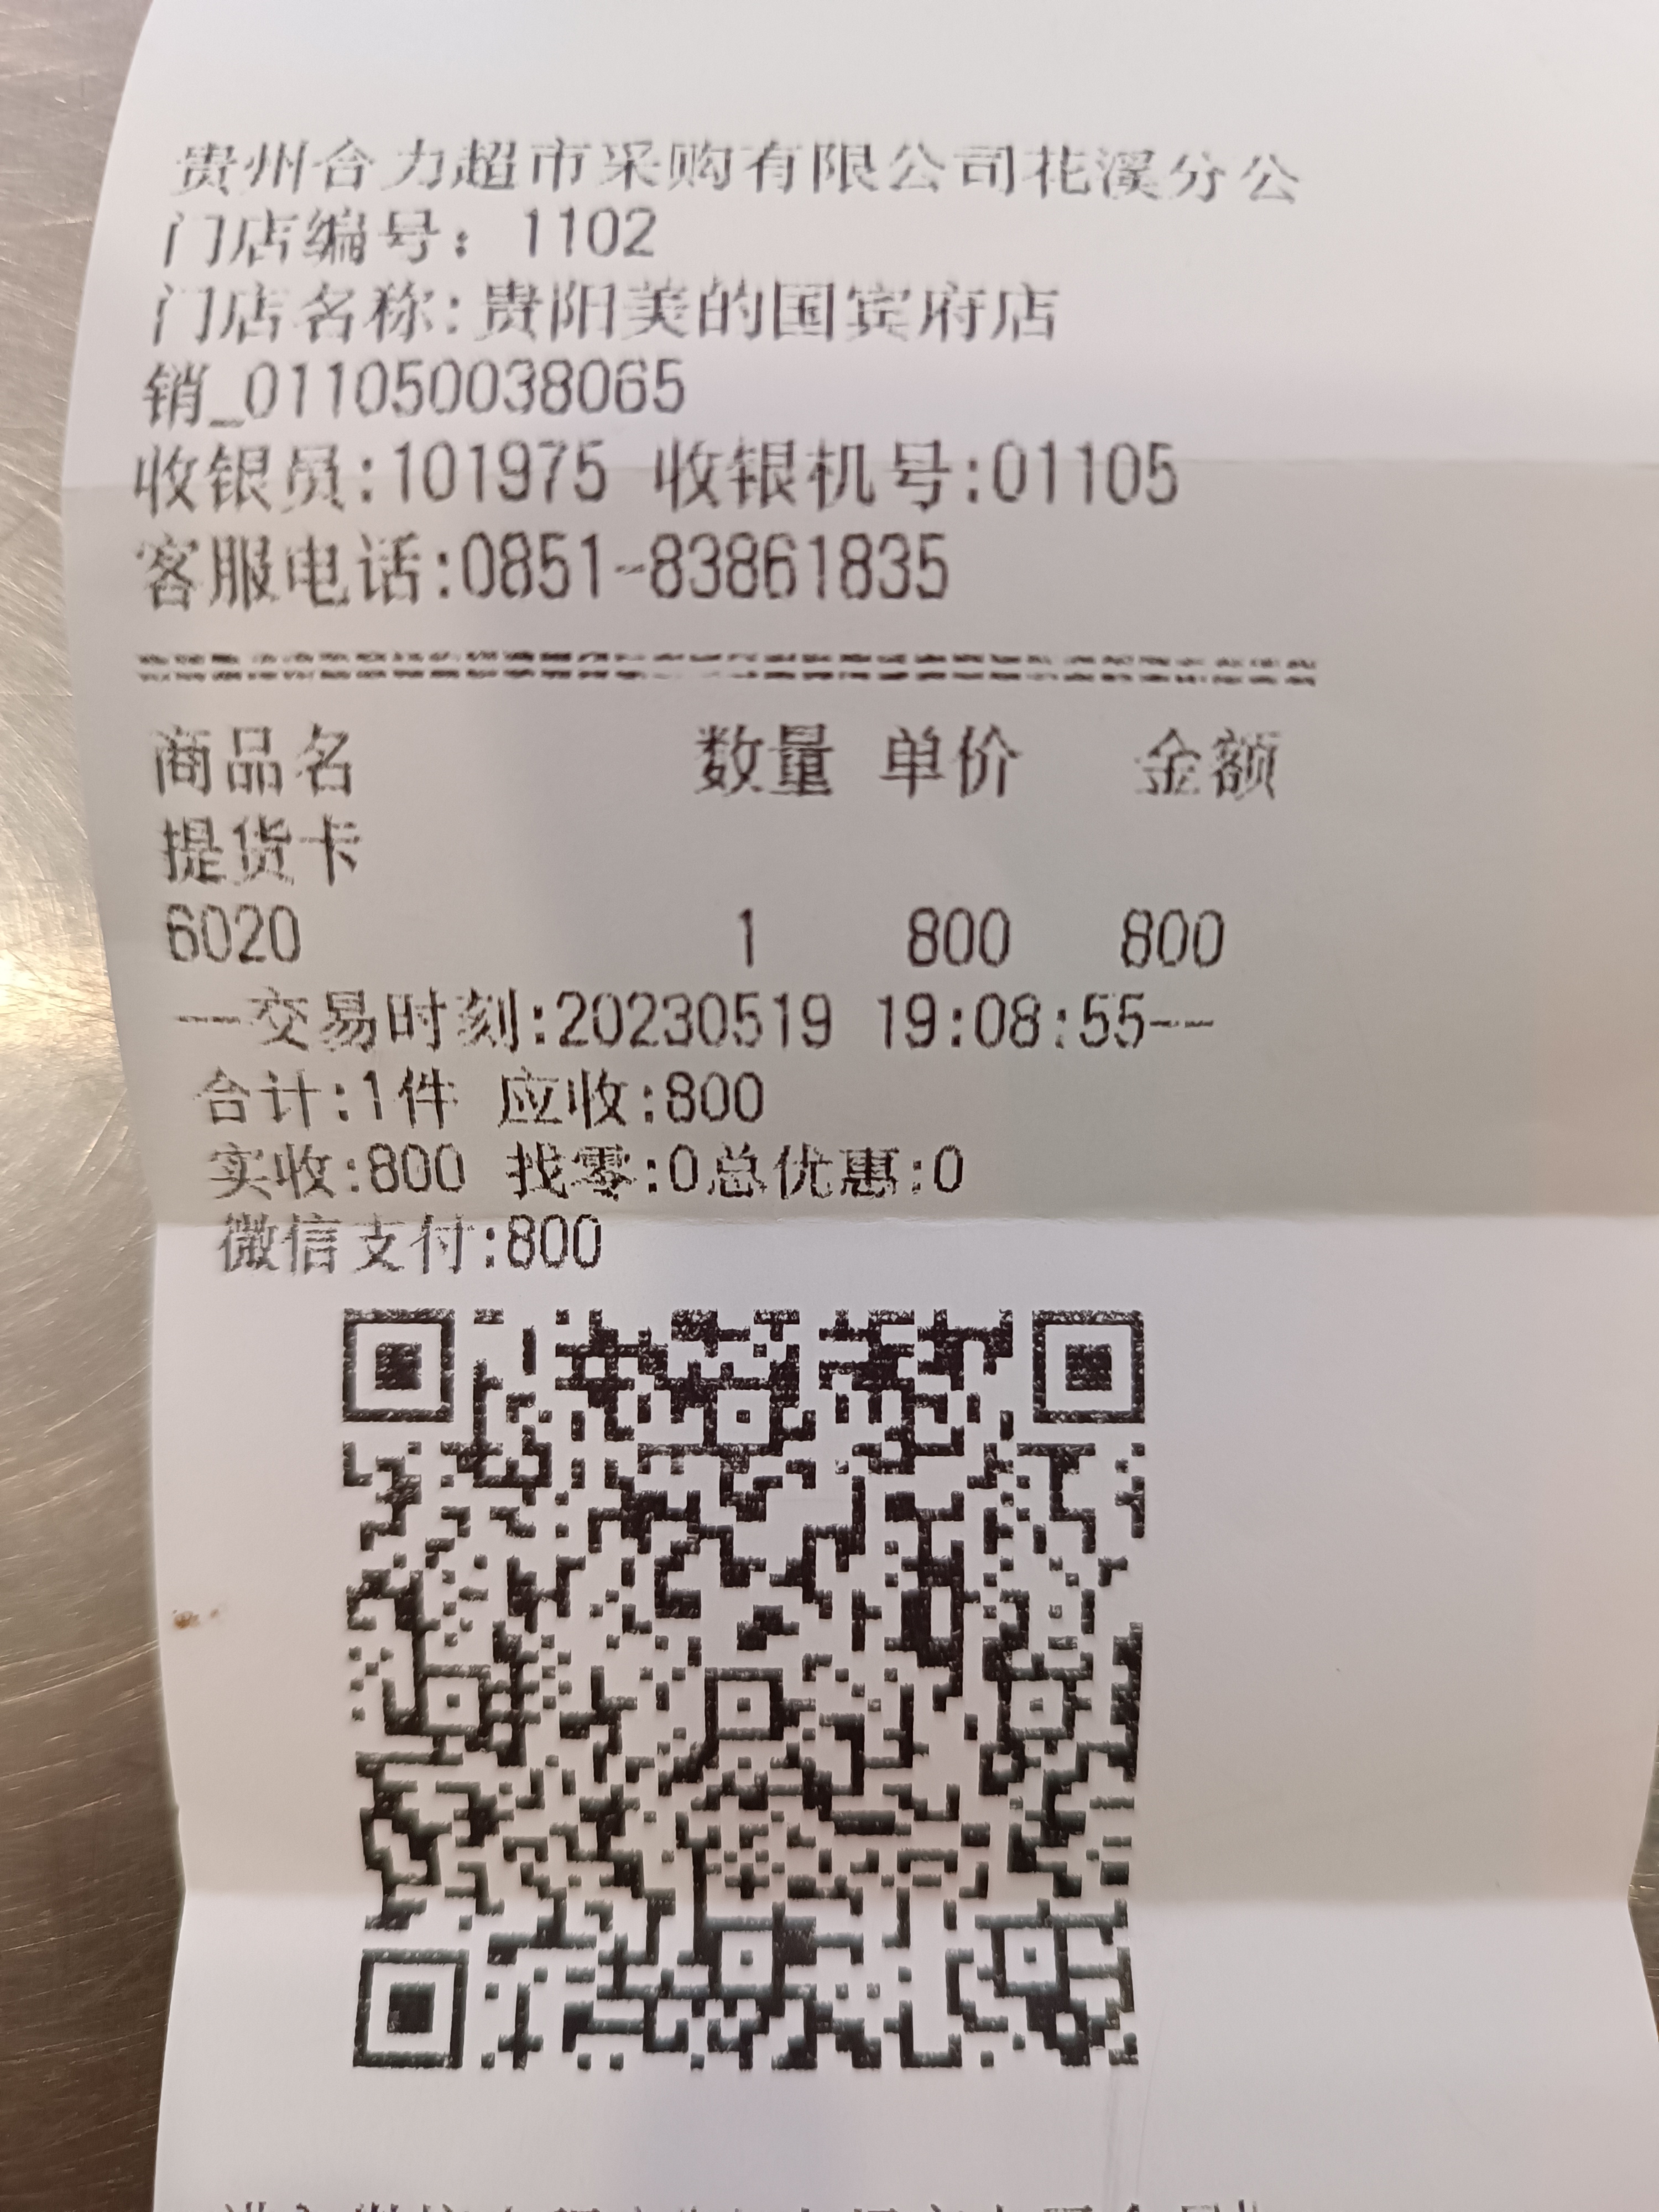 贵州合力超市采购有限公司花溪分公
门店编号：1102
门店名称:贵阳美的国宾府店
销_011050038065
收银员:101975 收银机号:01105
客服电话:0851-83861835
商品名 数量 单价 金额
提货卡
6020 1 800 800
--交易时刻:20230519 19:08:55--
合计:1件 应收:800
实收:800 找零:0总优惠:0
微信支付:800